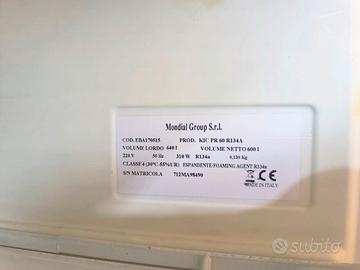 Mondial Group S.r.l.
COD. EBA170515 PROD. KIC PR 60 R134A
VOLUME LORDO 640 l VOLUME NETTO 600 l
220 V 50 Hz 310 W R134a 0,130 Kg
CLASSE 4 (30°C-55%UR) ESPANDENTE/FOAMING AGENT R134a
S/N MATRICOLA 712MA98490
CE
MADE IN ITALY
subito